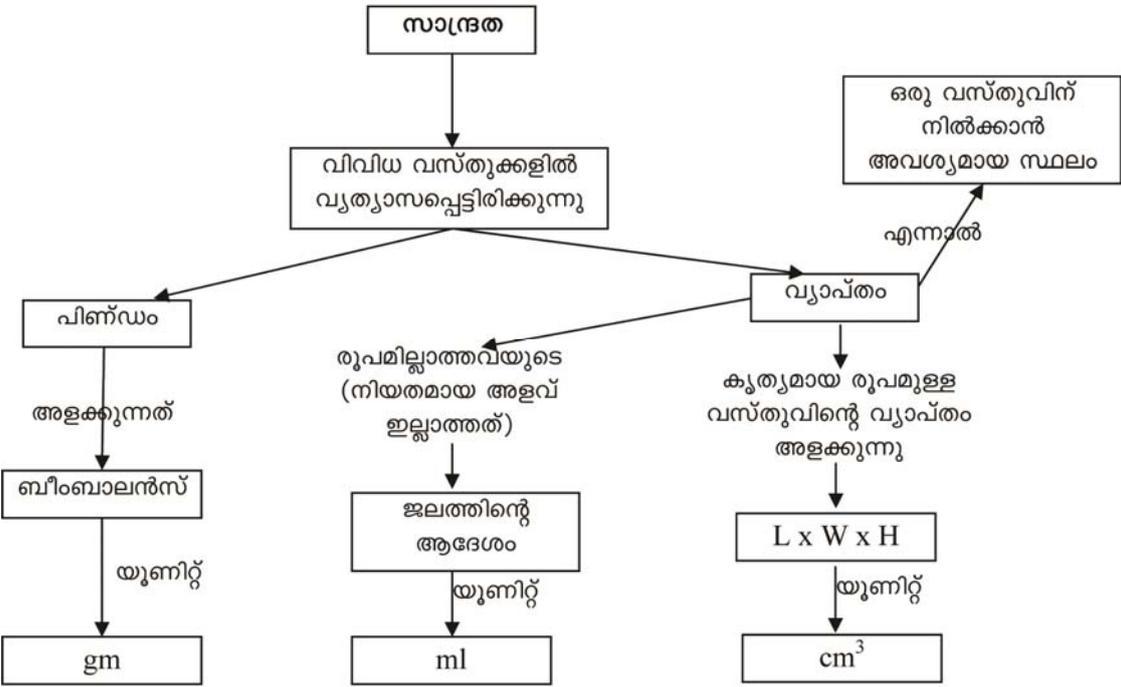 സാന്ദ്രത
ഒരു വസ്തുവിന്
നിൽക്കാൻ
അവശ്യമായ സ്ഥലം
വിവിധ വസ്തുക്കളിൽ
വ്യത്യാസപ്പെട്ടിരിക്കുന്നു
എന്നാൽ
പിണ്ഡം
വ്യാപ്തം
രൂപമില്ലാത്തവയുടെ
(നിയതമായ അളവ്
ഇല്ലാത്തത്)
കൃത്യമായ രൂപമുള്ള
വസ്തുവിന്റെ വ്യാപ്തം
അളക്കുന്നു
അളക്കുന്നത്
ബീംബാലൻസ്
ജലത്തിന്റെ
ആദേശം
L x W x H
യൂണിറ്റ്
യൂണിറ്റ്
യൂണിറ്റ്
gm
ml
cm³